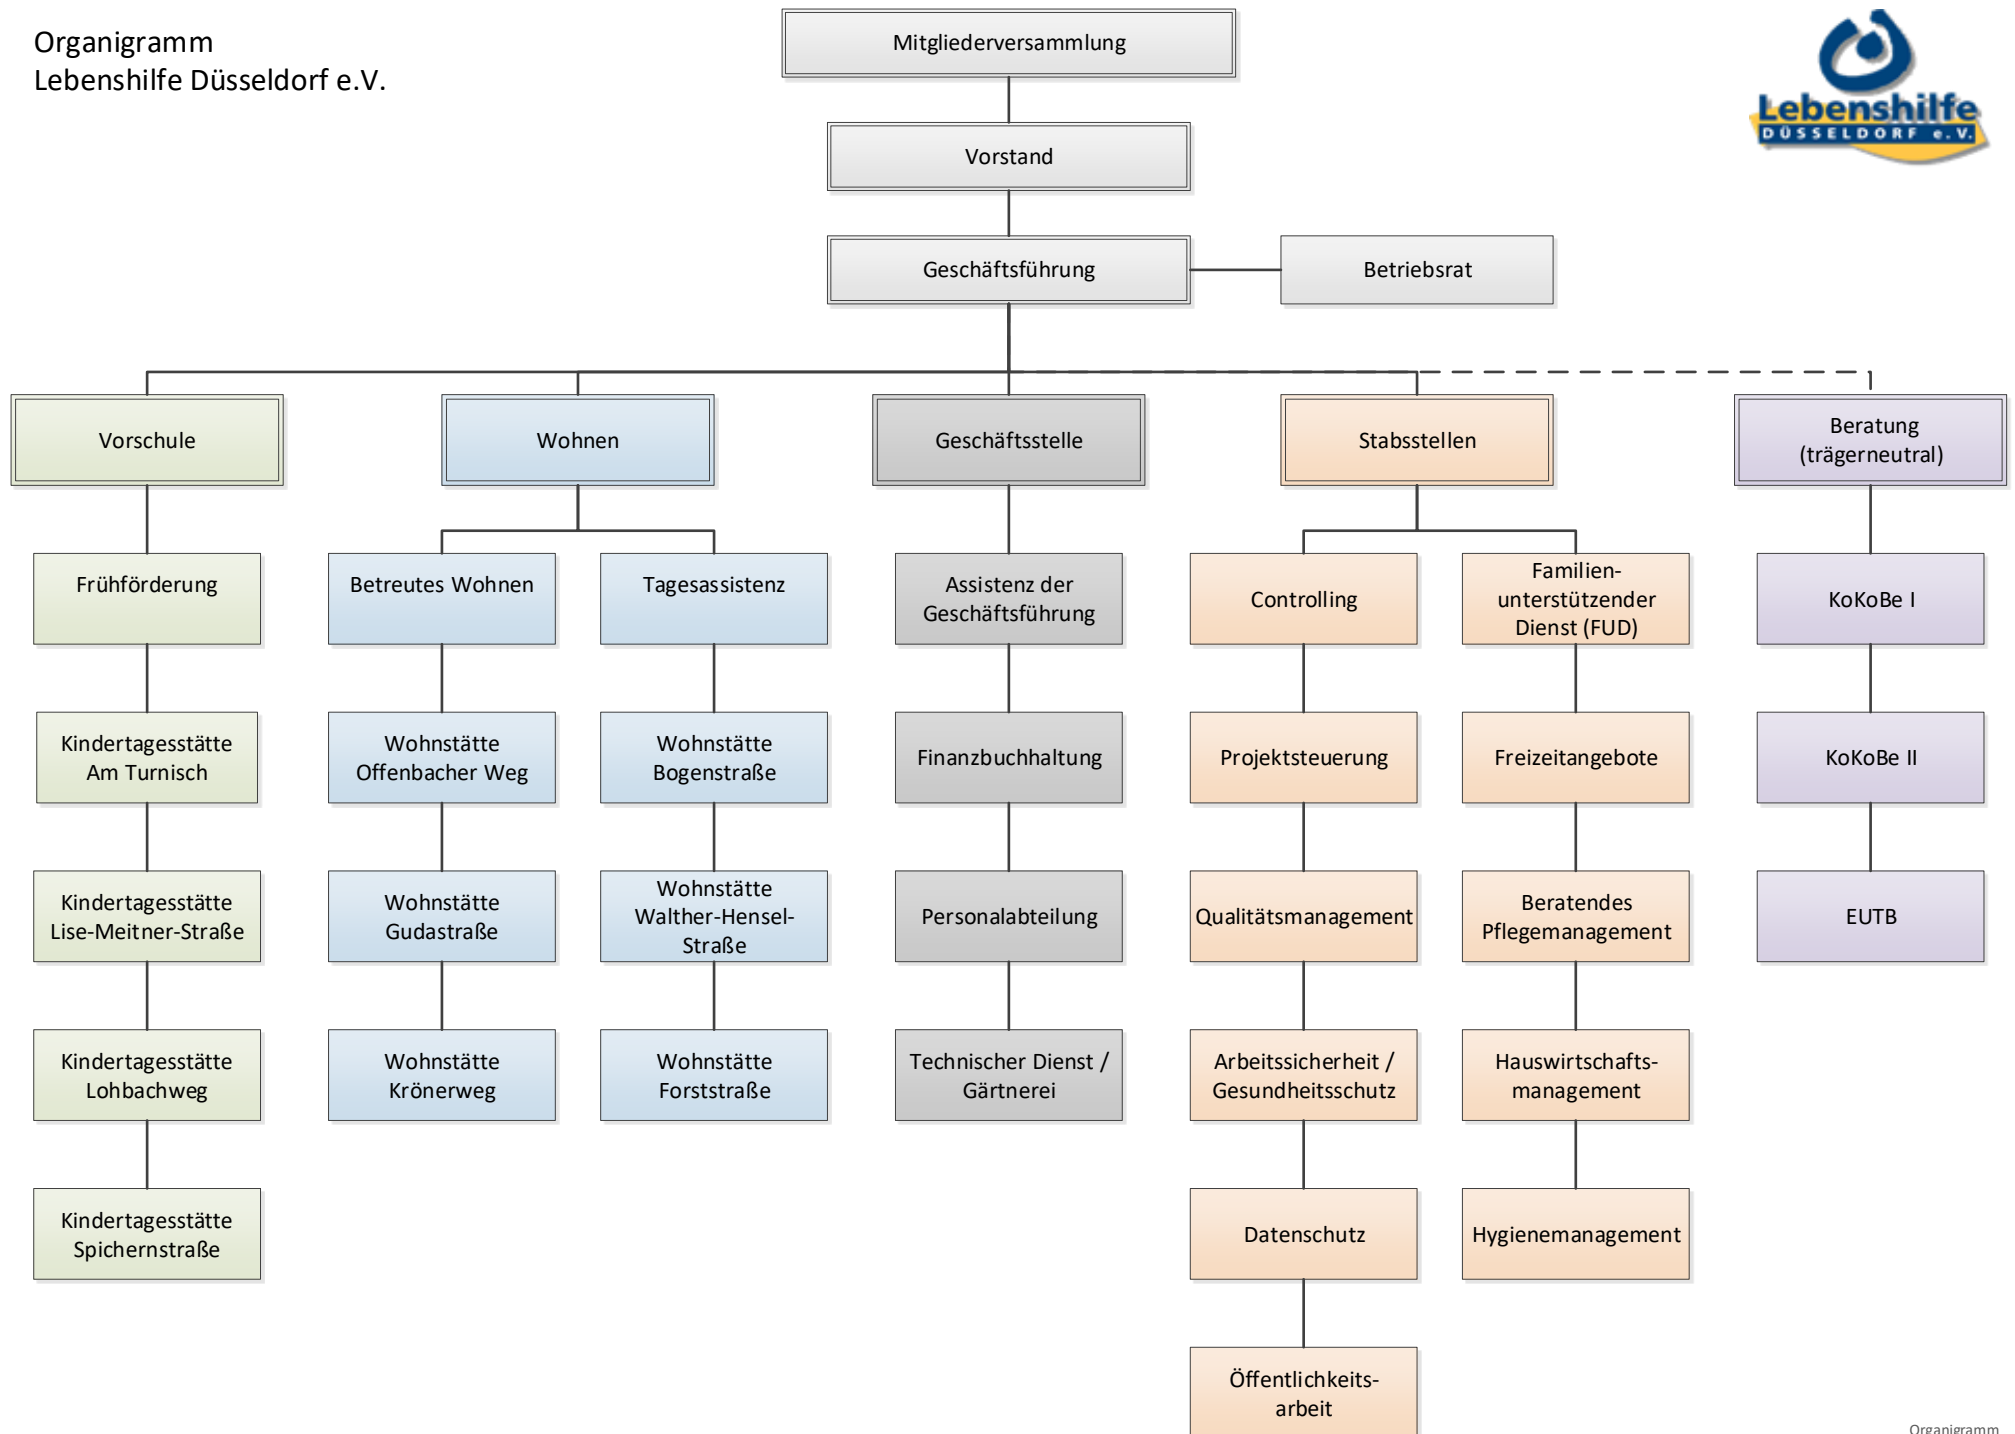 Organigramm
Lebenshilfe Düsseldorf e.V.
Lebenshilfe
DÜSSELDORF e.V.
Mitgliederversammlung
Vorstand
Geschäftsführung
Betriebsrat
Vorschule
Wohnen
Geschäftsstelle
Stabsstellen
Beratung
(trägerneutral)
Frühförderung
Kindertagesstätte
Am Turnisch
Kindertagesstätte
Lise-Meitner-Straße
Kindertagesstätte
Lohbachweg
Kindertagesstätte
Spichernstraße
Betreutes Wohnen
Wohnstätte
Offenbacher Weg
Wohnstätte
Gudastraße
Wohnstätte
Krönerweg
Tagesassistenz
Wohnstätte
Bogenstraße
Wohnstätte
Walther-Hensel-
Straße
Wohnstätte
Forststraße
Assistenz der
Geschäftsführung
Finanzbuchhaltung
Personalabteilung
Technischer Dienst /
Gärtnerei
Controlling
Projektsteuerung
Qualitätsmanagement
Arbeitssicherheit /
Gesundheitsschutz
Datenschutz
Öffentlichkeits-
arbeit
Familien-
unterstützender
Dienst (FUD)
Freizeitangebote
Beratendes
Pflegemanagement
Hauswirtschafts-
management
Hygienemanagement
KoKoBe I
KoKoBe II
EUTB
Organigramm